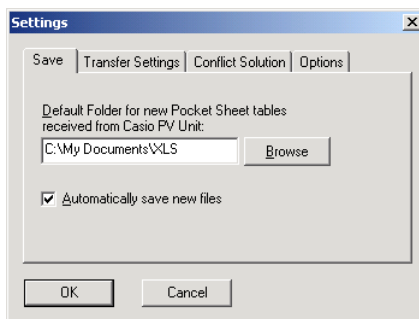 Settings
Save Transfer Settings Conflict Solution Options
Default Folder for new Pocket Sheet tables
received from Casio PV Unit:
C:\My Documents\XLS Browse
Automatically save new files
OK Cancel